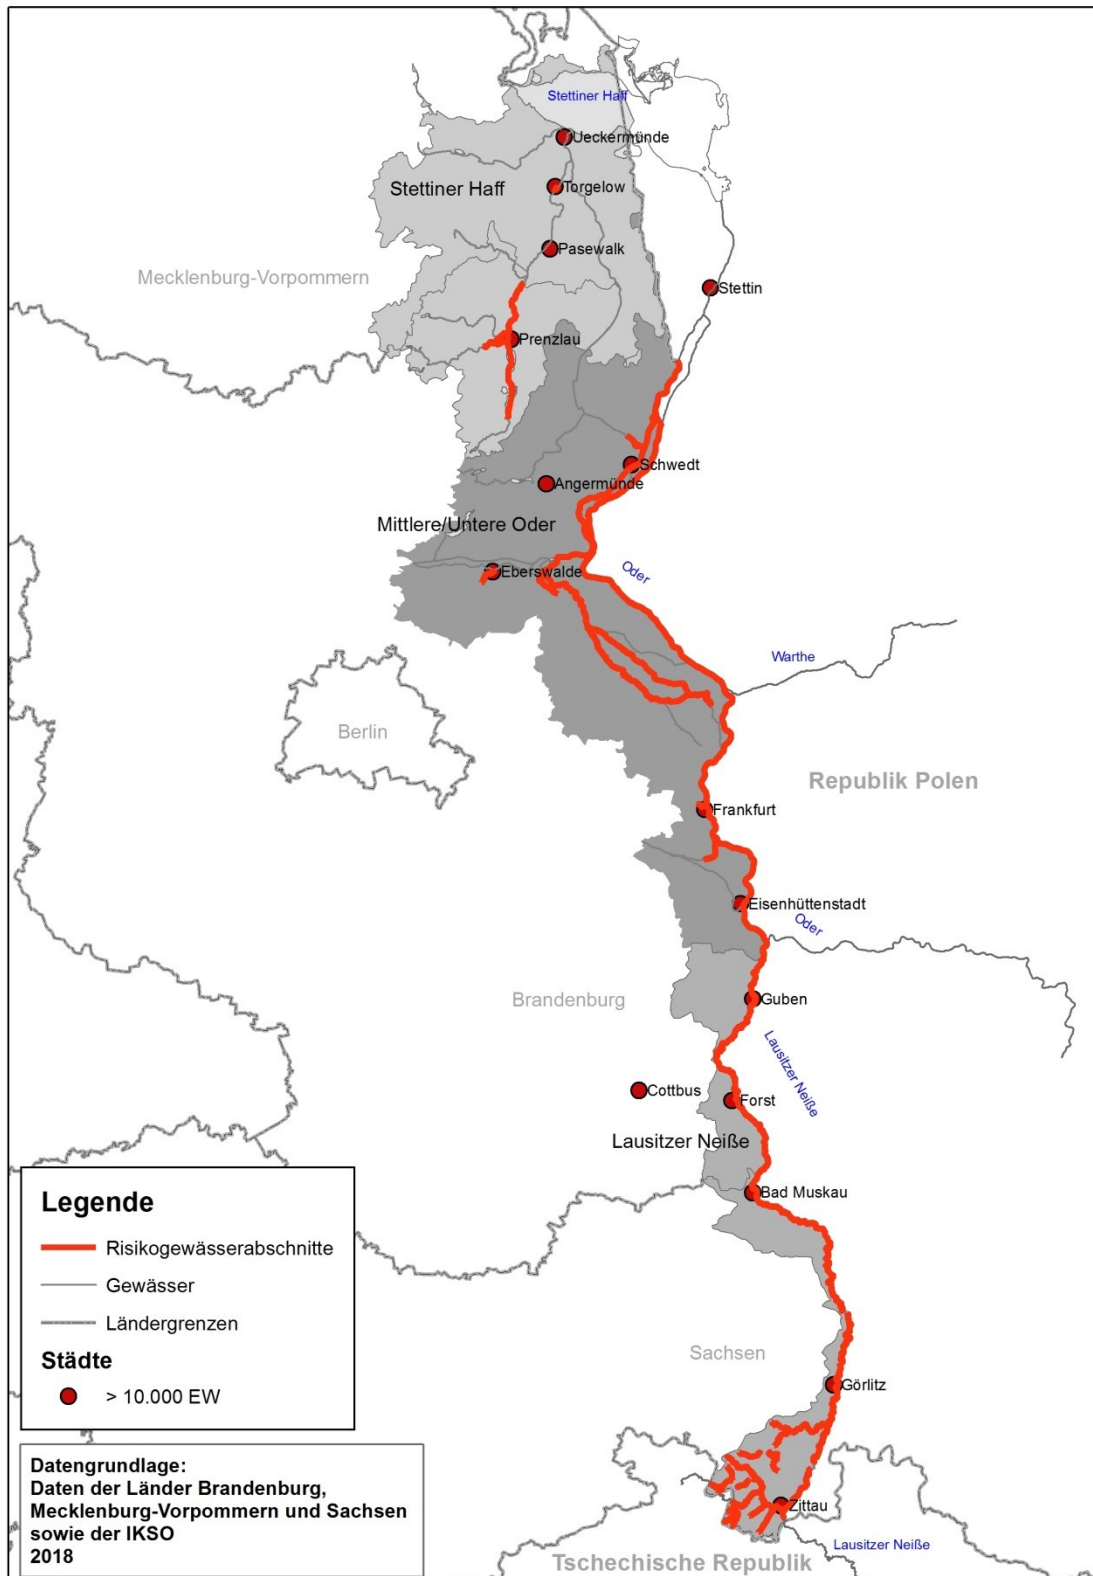 Stettiner Haff
Ueckermünde
Stettiner Haff
Torgelow
Pasewalk
Mecklenburg-Vorpommern
Stettin
Prenzlau
Schwedt
Angermünde
Mittlere/Untere Oder
Eberswalde
Oder
Warthe
Berlin
Republik Polen
Frankfurt
Eisenhüttenstadt
Oder
Brandenburg
Guben
Lausitzer Neiße
Cottbus
Forst
Lausitzer Neiße
Bad Muskau
Legende
Risikogewässerabschnitte
Gewässer
Ländergrenzen
Städte
> 10.000 EW
Sachsen
Görlitz
Datengrundlage:
Daten der Länder Brandenburg,
Mecklenburg-Vorpommern und Sachsen
sowie der IKSO
2018
Zittau
Lausitzer Neiße
Tschechische Republik